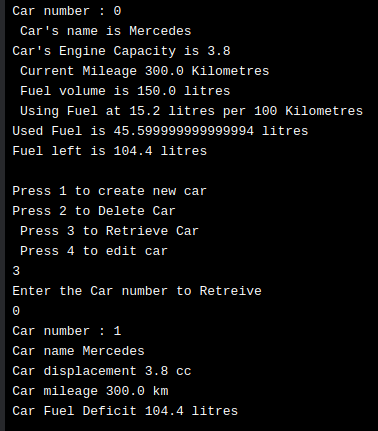 Car number : 0
Car's name is Mercedes
Car's Engine Capacity is 3.8
Current Mileage 300.0 Kilometres
Fuel volume is 150.0 litres
Using Fuel at 15.2 litres per 100 Kilometres
Used Fuel is 45.599999999999994 litres
Fuel left is 104.4 litres
Press 1 to create new car
Press 2 to Delete Car
Press 3 to Retrieve Car
Press 4 to edit car
3
Enter the Car number to Retreive
0
Car number : 1
Car name Mercedes
Car displacement 3.8 cc
Car mileage 300.0 km
Car Fuel Deficit 104.4 litres